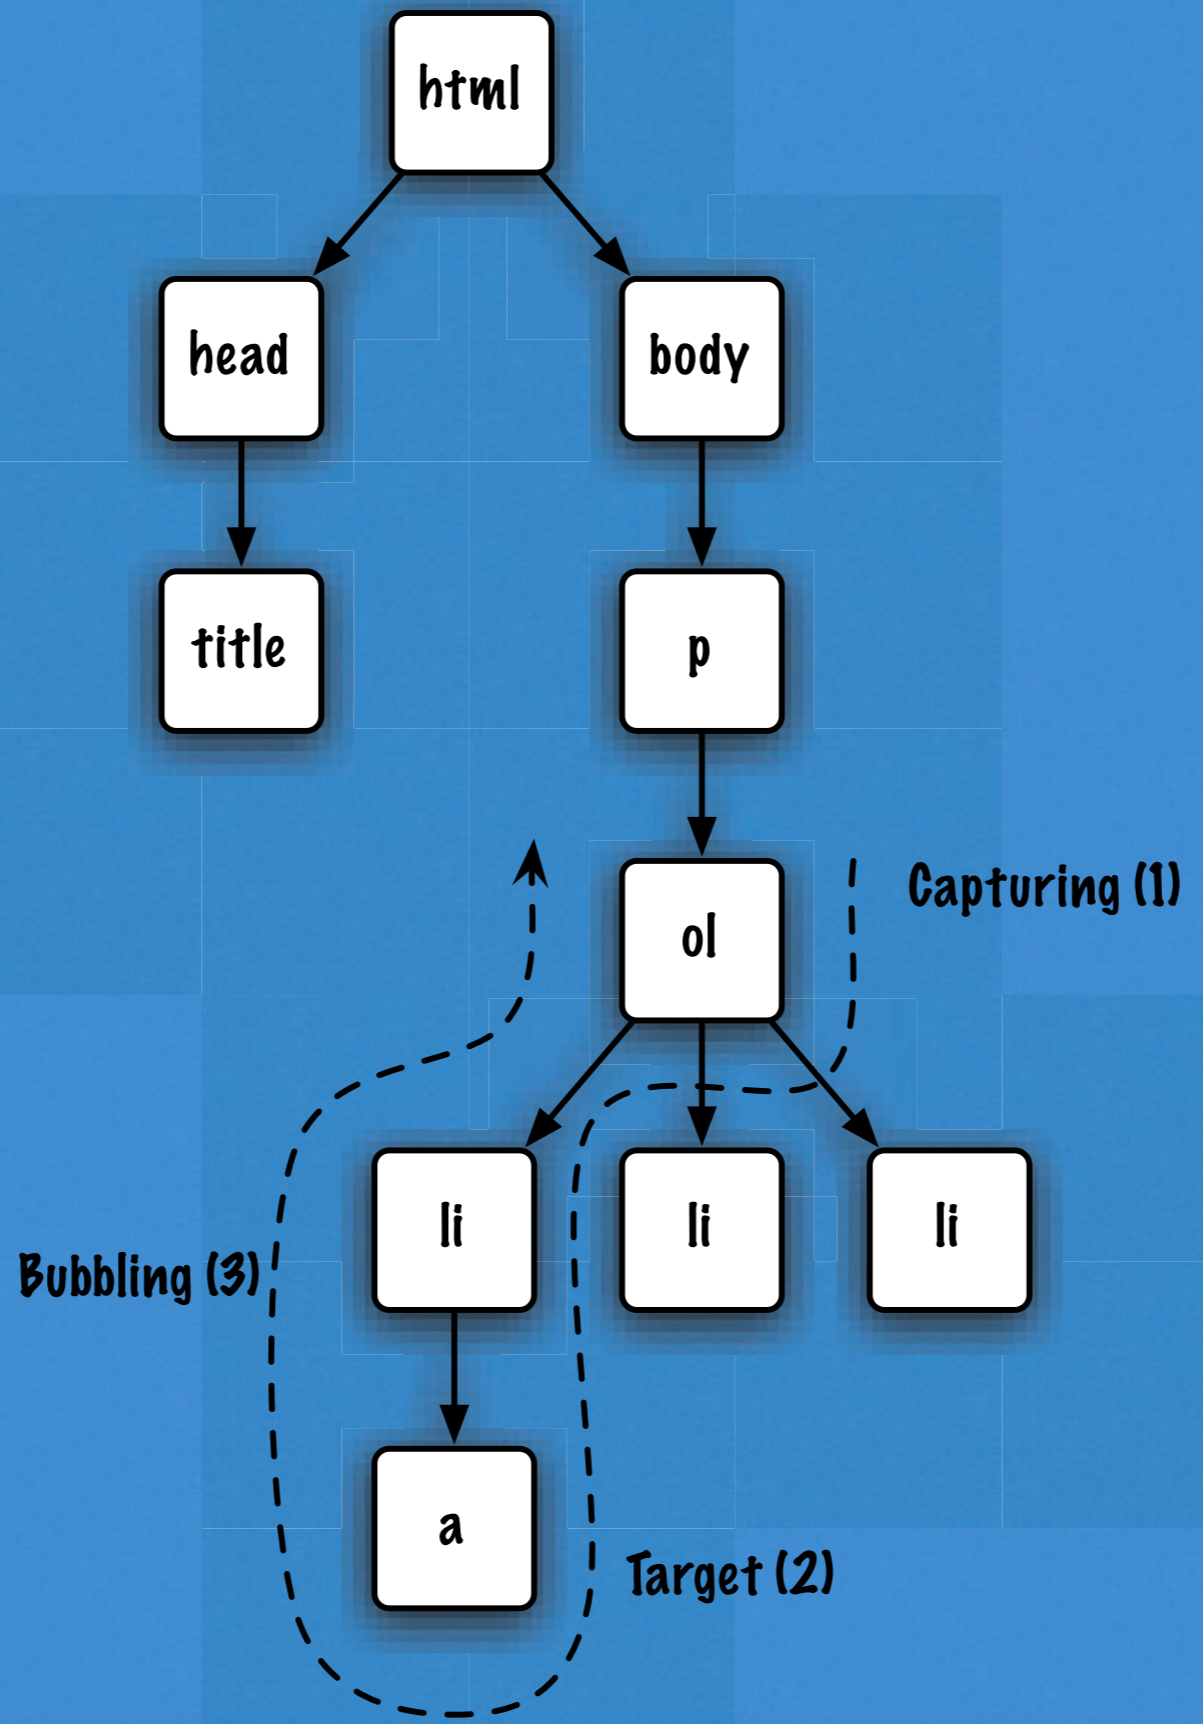 html
head
body
title
p
ol
Capturing (1)
li
li
li
Bubbling (3)
a
Target (2)